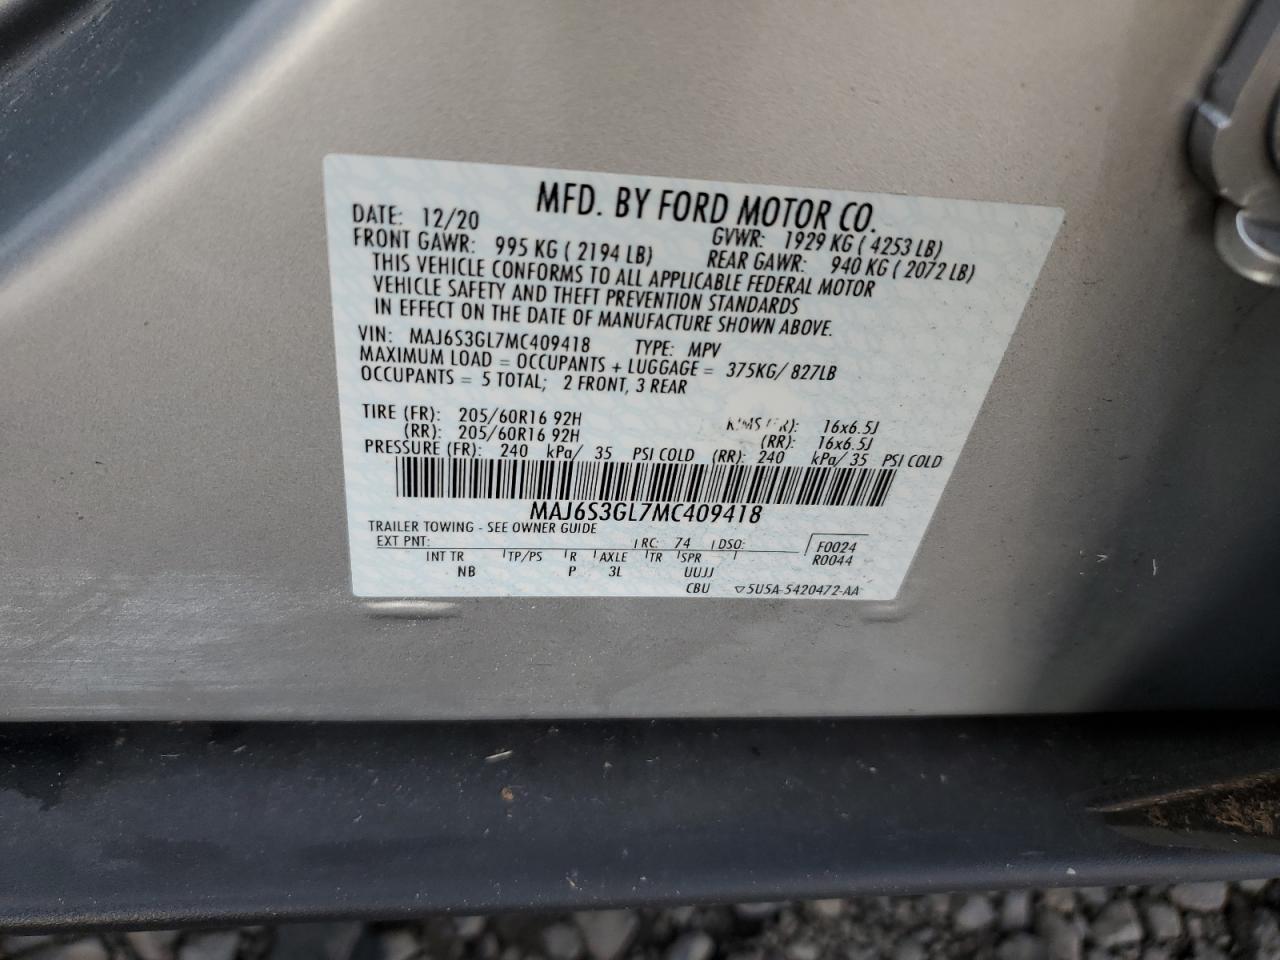 MFD. BY FORD MOTOR CO.
DATE: 12/20 GVWR: 1929 KG ( 4253 LB)
FRONT GAWR: 995 KG ( 2194 LB) REAR GAWR: 940 KG ( 2072 LB)
THIS VEHICLE CONFORMS TO ALL APPLICABLE FEDERAL MOTOR
VEHICLE SAFETY AND THEFT PREVENTION STANDARDS
IN EFFECT ON THE DATE OF MANUFACTURE SHOWN ABOVE.
VIN: MAJ6S3GL7MC409418 TYPE: MPV
MAXIMUM LOAD = OCCUPANTS + LUGGAGE = 375KG/ 827LB
OCCUPANTS = 5 TOTAL; 2 FRONT, 3 REAR
TIRE (FR): 205/60R16 92H 16x6.5J
(RR): 205/60R16 92H (RR): 16x6.5J
PRESSURE (FR): 240 kPa/ 35 PSI COLD (RR): 240 kPa/ 35 PSI COLD
MAJ6S3GL7MC409418
TRAILER TOWING - SEE OWNER GUIDE
EXT PNT: RC: 74 DSO: F0024
INT TR TP/PS R AXLE TR SPR R0044
NB P 3L UUJJ
CBU ▽5U5A-5420472-AA